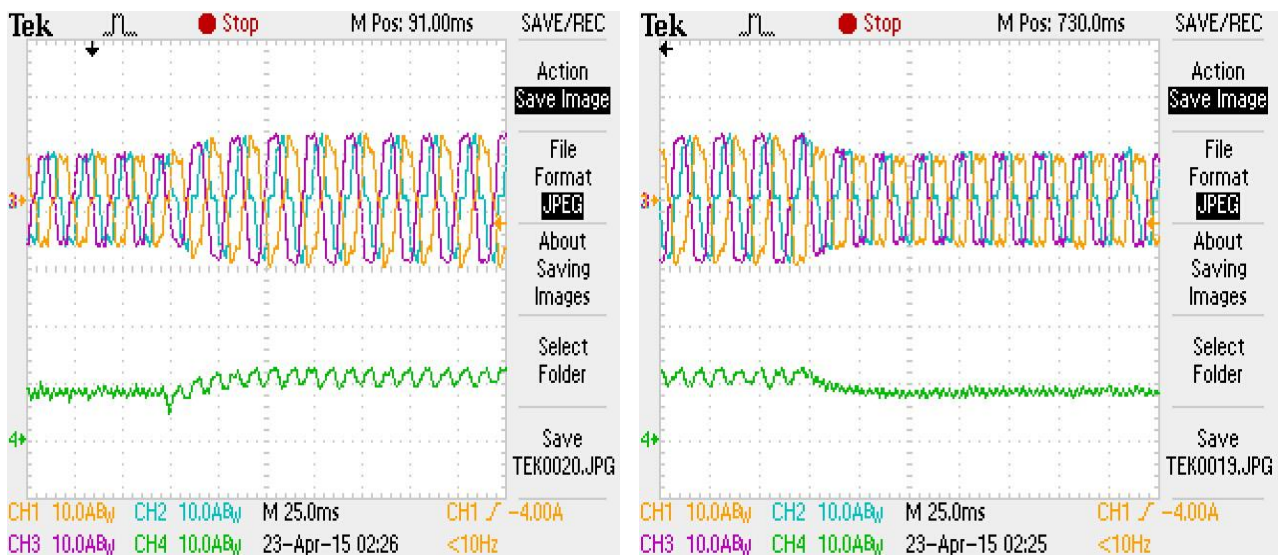 Tek Stop M Pos: 91.00ms SAVE/REC
Action
Save Image
File
Format
JPEG
About
Saving
Images
Select
Folder
Save
TEK0020.JPG
3
4
CH1 10.0ABW CH2 10.0ABW M 25.0ms CH1 -4.00A
CH3 10.0ABW CH4 10.0ABW 23-Apr-15 02:26 <10Hz
Tek Stop M Pos: 730.0ms SAVE/REC
Action
Save Image
File
Format
JPEG
About
Saving
Images
Select
Folder
Save
TEK0019.JPG
3
4
CH1 10.0ABW CH2 10.0ABW M 25.0ms CH1 -4.00A
CH3 10.0ABW CH4 10.0ABW 23-Apr-15 02:25 <10Hz